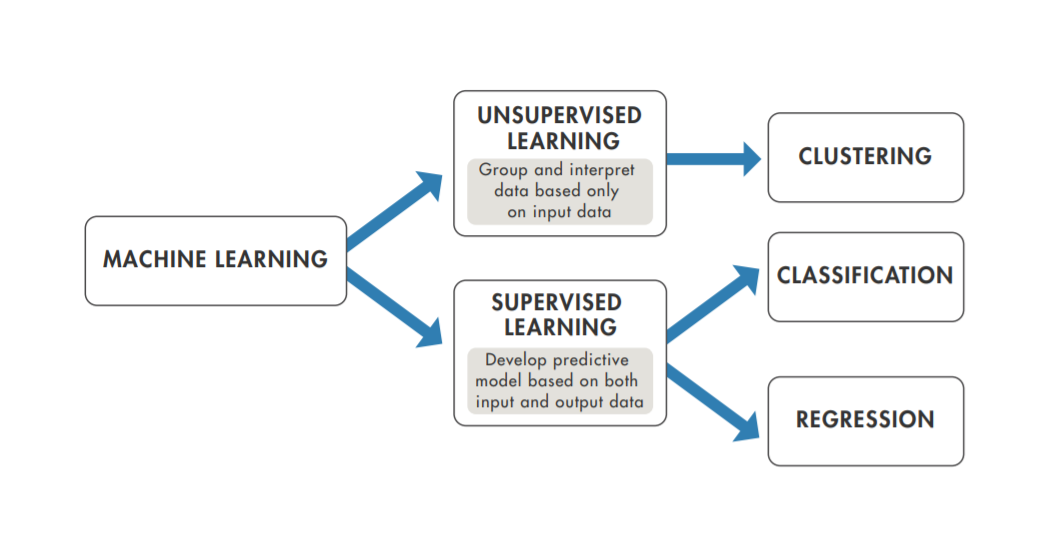 MACHINE LEARNING
UNSUPERVISED
LEARNING
Group and interpret
data based only
on input data
SUPERVISED
LEARNING
Develop predictive
model based on both
input and output data
CLUSTERING
CLASSIFICATION
REGRESSION